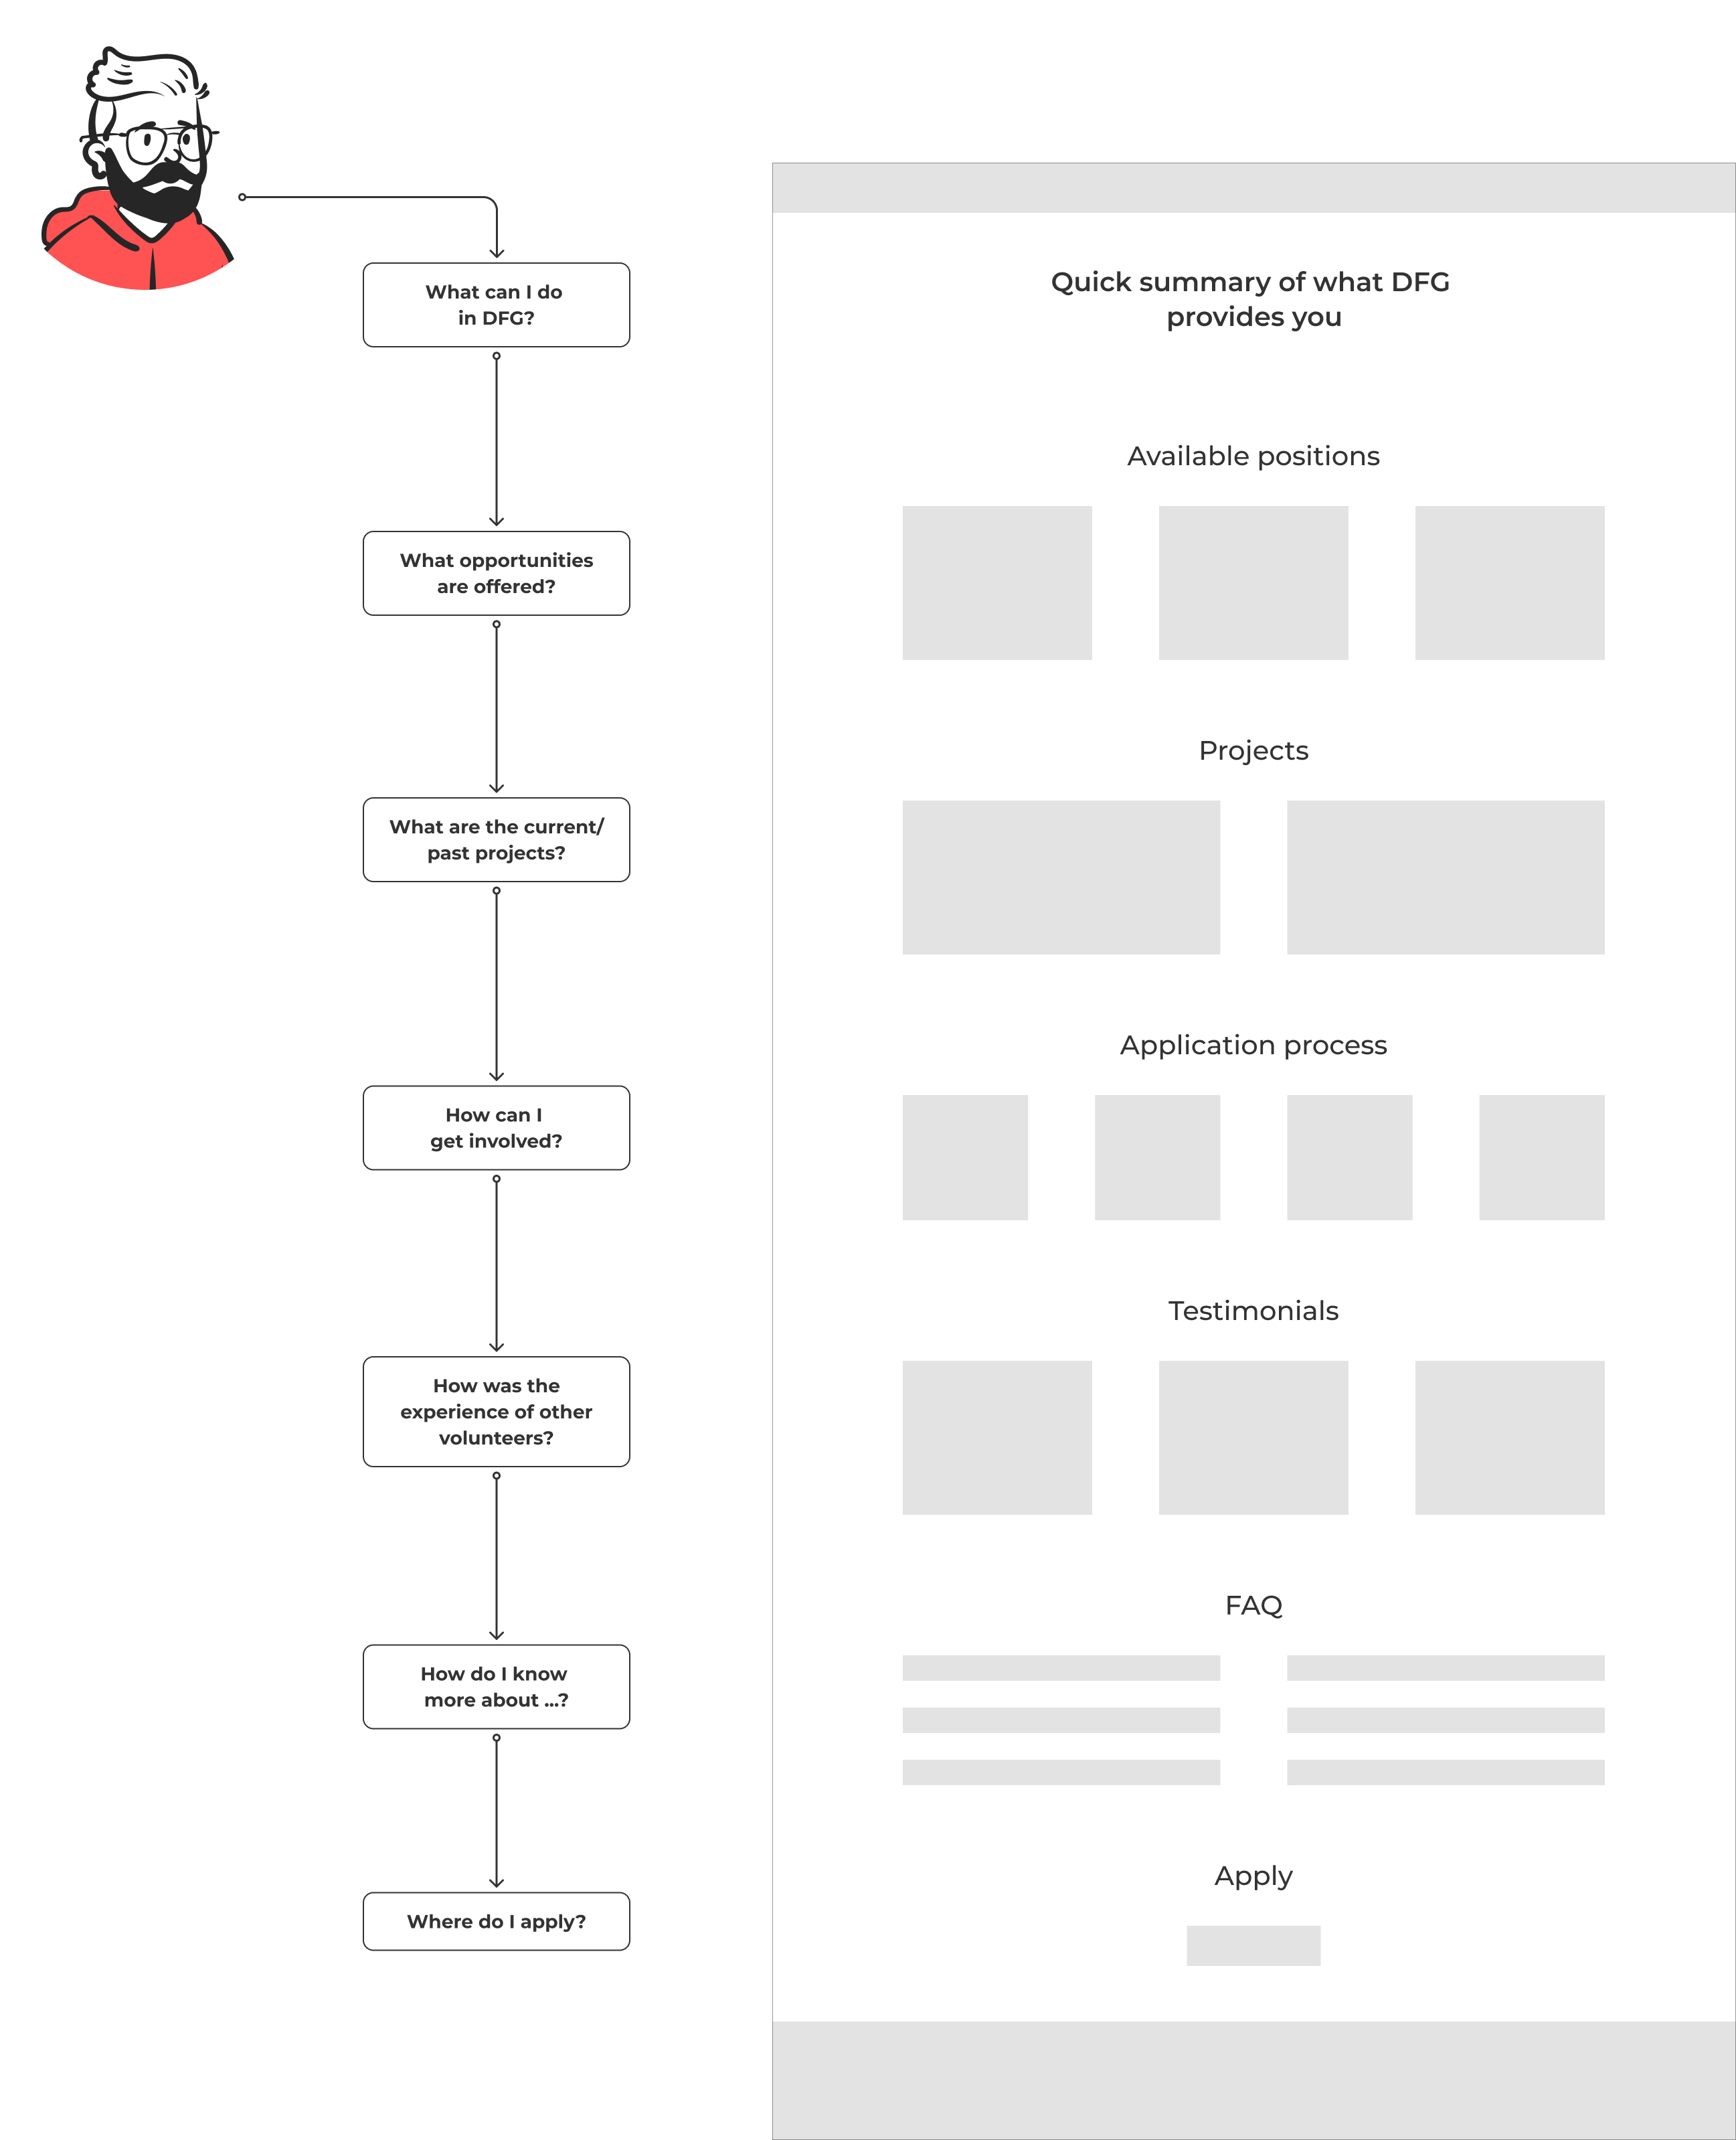 What can I do
in DFG?
What opportunities
are offered?
What are the current/
past projects?
How can I
get involved?
How was the
experience of other
volunteers?
How do I know
more about ...?
Where do I apply?
Quick summary of what DFG
provides you
Available positions
Projects
Application process
Testimonials
FAQ
Apply